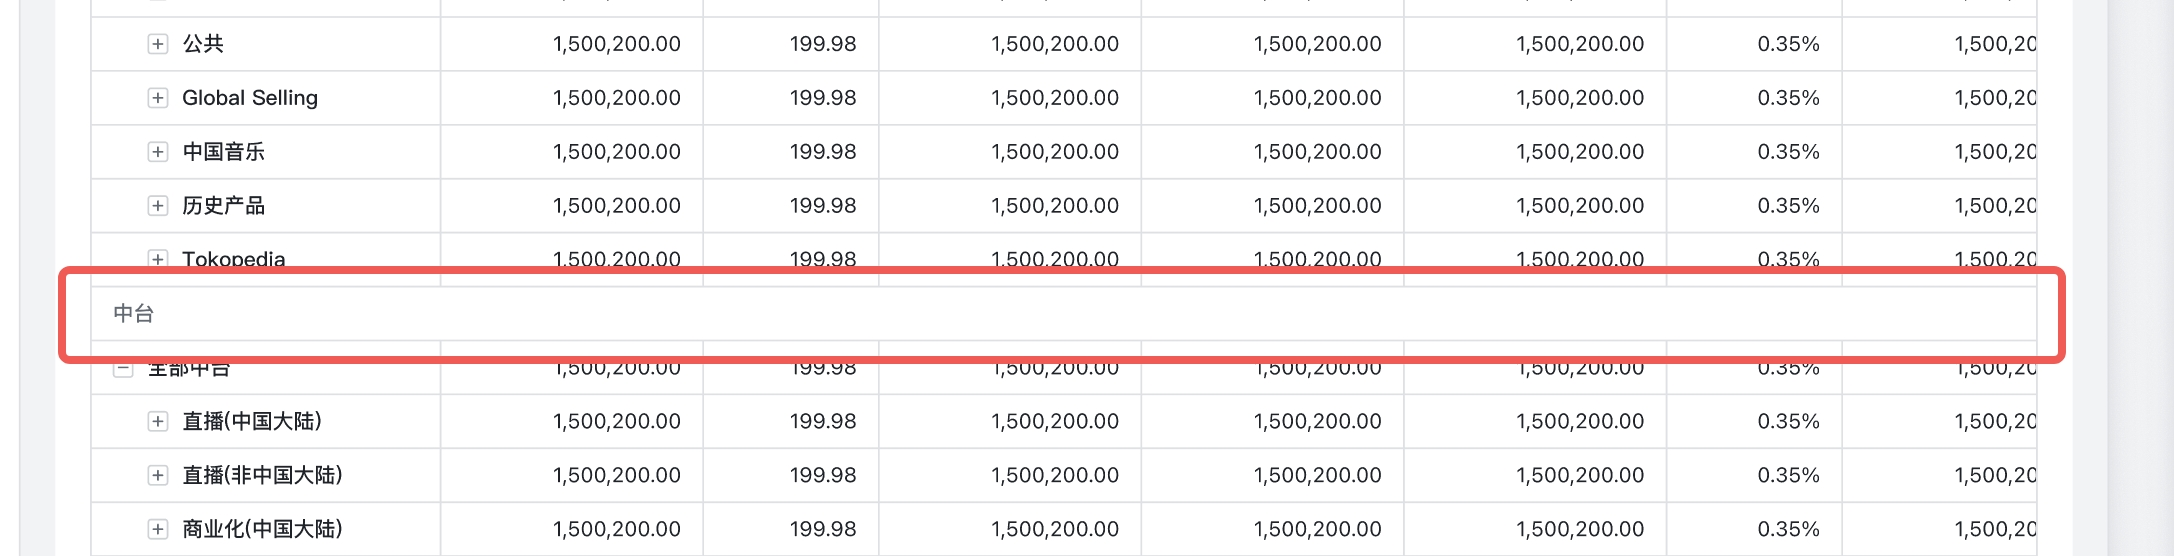 公共 1,500,200.00 199.98 1,500,200.00 1,500,200.00 1,500,200.00 0.35% 1,500,20
Global Selling 1,500,200.00 199.98 1,500,200.00 1,500,200.00 1,500,200.00 0.35% 1,500,20
中国音乐 1,500,200.00 199.98 1,500,200.00 1,500,200.00 1,500,200.00 0.35% 1,500,20
历史产品 1,500,200.00 199.98 1,500,200.00 1,500,200.00 1,500,200.00 0.35% 1,500,20
Tokopedia 1,500,200.00 199.98 1,500,200.00 1,500,200.00 1,500,200.00 0.35% 1,500,20
中台
全部中台 1,500,200.00 199.98 1,500,200.00 1,500,200.00 1,500,200.00 0.35% 1,500,20
直播(中国大陆) 1,500,200.00 199.98 1,500,200.00 1,500,200.00 1,500,200.00 0.35% 1,500,20
直播(非中国大陆) 1,500,200.00 199.98 1,500,200.00 1,500,200.00 1,500,200.00 0.35% 1,500,20
商业化(中国大陆) 1,500,200.00 199.98 1,500,200.00 1,500,200.00 1,500,200.00 0.35% 1,500,20